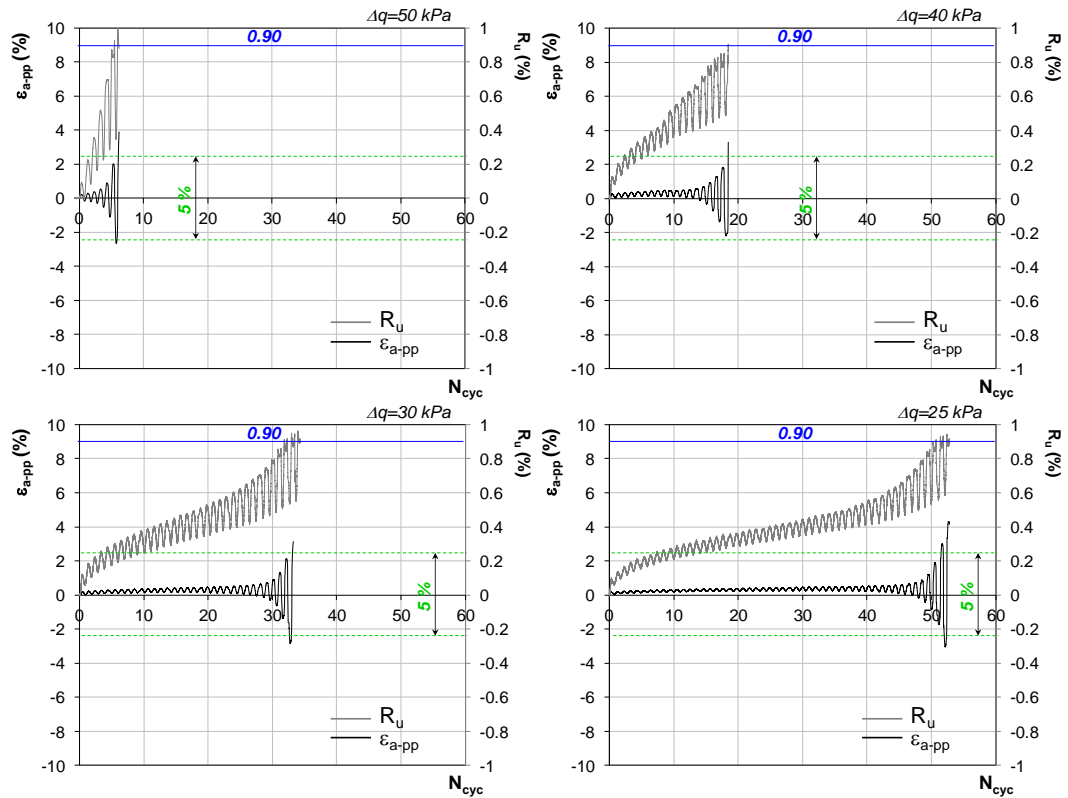 Δq=50 kPa
0.90
εa-pp (%)
Ru (%)
10 8 6 4 2 0 -2 -4 -6 -8 -10
1 0.8 0.6 0.4 0.2 0 -0.2 -0.4 -0.6 -0.8 -1
0 10 20 30 40 50 60
5 %
Ru
εa-pp
Ncyc
Δq=40 kPa
0.90
εa-pp (%)
Ru (%)
10 8 6 4 2 0 -2 -4 -6 -8 -10
1 0.8 0.6 0.4 0.2 0 -0.2 -0.4 -0.6 -0.8 -1
0 10 20 30 40 50 60
5 %
Ru
εa-pp
Ncyc
Δq=30 kPa
0.90
εa-pp (%)
Ru (%)
10 8 6 4 2 0 -2 -4 -6 -8 -10
1 0.8 0.6 0.4 0.2 0 -0.2 -0.4 -0.6 -0.8 -1
0 10 20 30 40 50 60
5 %
Ru
εa-pp
Ncyc
Δq=25 kPa
0.90
εa-pp (%)
Ru (%)
10 8 6 4 2 0 -2 -4 -6 -8 -10
1 0.8 0.6 0.4 0.2 0 -0.2 -0.4 -0.6 -0.8 -1
0 10 20 30 40 50 60
5 %
Ru
εa-pp
Ncyc